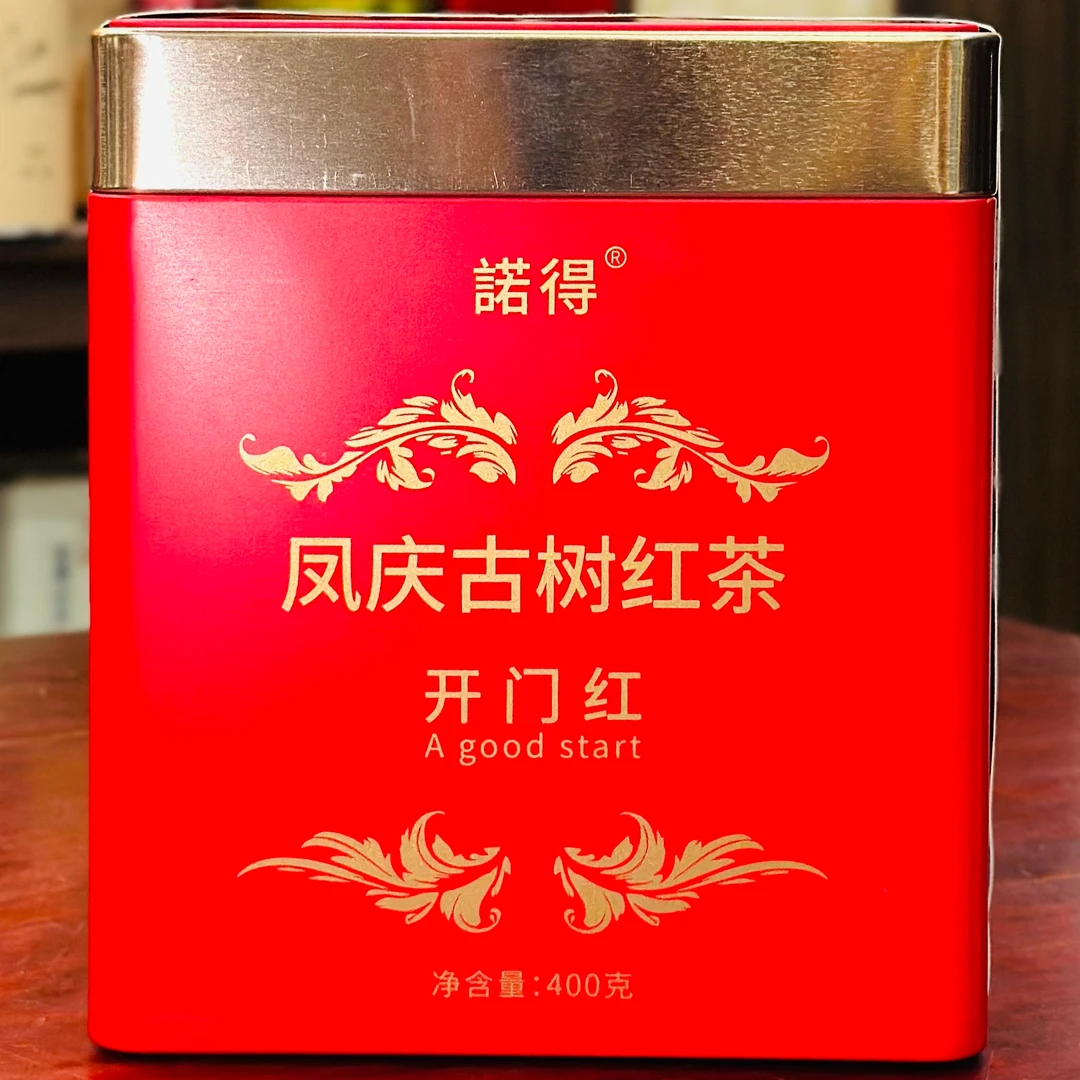 諾得®
凤庆古树红茶
开门红
A good start
净含量:400克